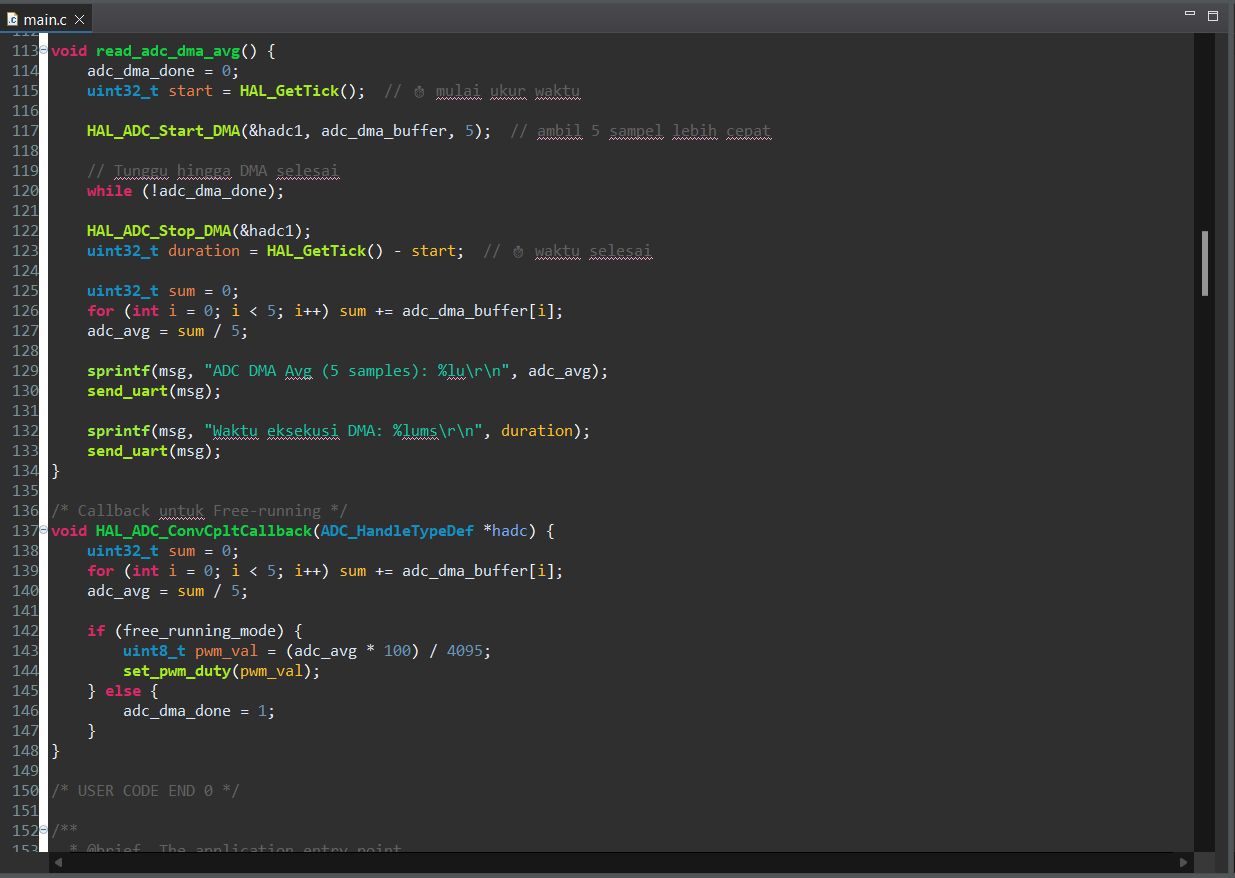 main.c
112
113 void read_adc_dma_avg() {
114     adc_dma_done = 0;
115     uint32_t start = HAL_GetTick();  // ⏱ mulai ukur waktu
116
117     HAL_ADC_Start_DMA(&hadc1, adc_dma_buffer, 5);  // ambil 5 sampel lebih cepat
118
119     // Tunggu hingga DMA selesai
120     while (!adc_dma_done);
121
122     HAL_ADC_Stop_DMA(&hadc1);
123     uint32_t duration = HAL_GetTick() - start;  // ⏱ waktu selesai
124
125     uint32_t sum = 0;
126     for (int i = 0; i < 5; i++) sum += adc_dma_buffer[i];
127     adc_avg = sum / 5;
128
129     sprintf(msg, "ADC DMA Avg (5 samples): %lu\r\n", adc_avg);
130     send_uart(msg);
131
132     sprintf(msg, "Waktu eksekusi DMA: %lums\r\n", duration);
133     send_uart(msg);
134 }
135
136 /* Callback untuk Free-running */
137 void HAL_ADC_ConvCpltCallback(ADC_HandleTypeDef *hadc) {
138     uint32_t sum = 0;
139     for (int i = 0; i < 5; i++) sum += adc_dma_buffer[i];
140     adc_avg = sum / 5;
141
142     if (free_running_mode) {
143         uint8_t pwm_val = (adc_avg * 100) / 4095;
144         set_pwm_duty(pwm_val);
145     } else {
146         adc_dma_done = 1;
147     }
148 }
149
150 /* USER CODE END 0 */
151
152 /**
153   * @brief  The application entry point